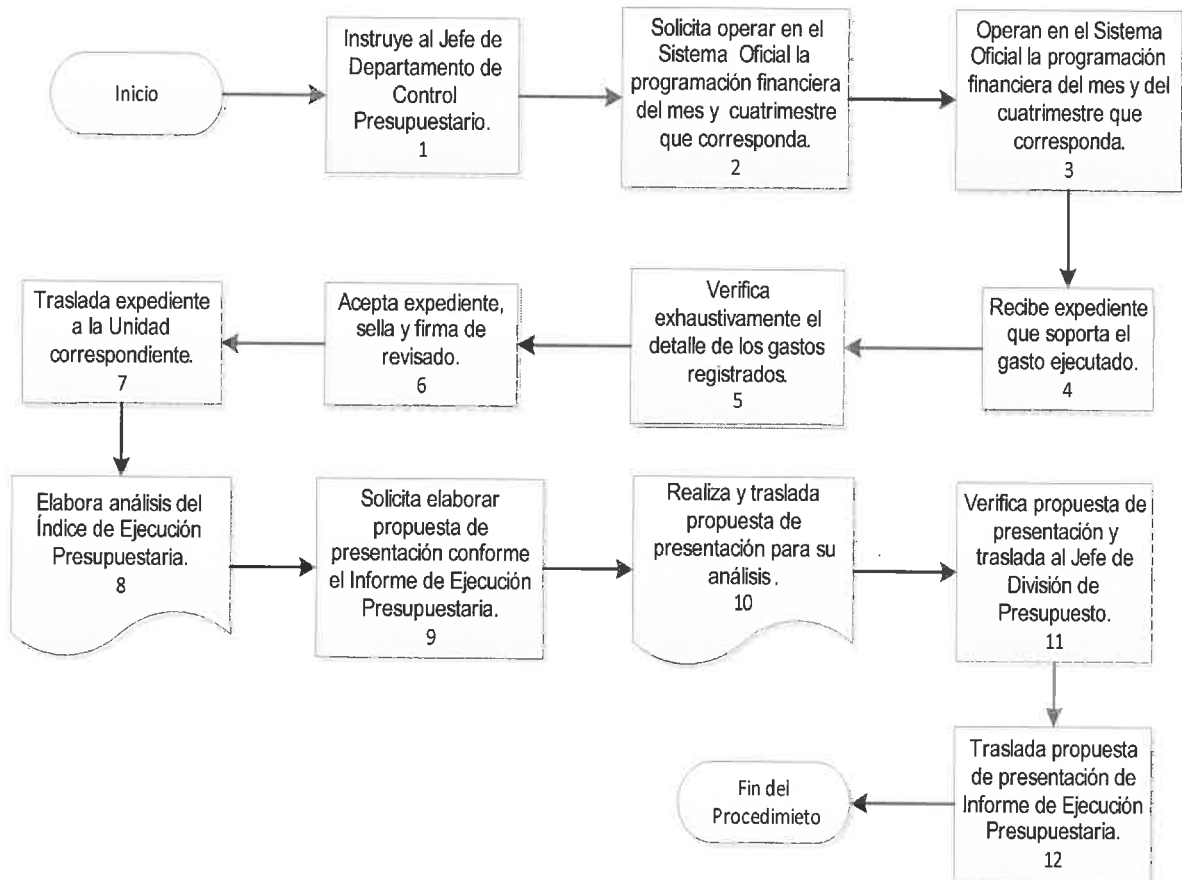 Inicio
Instruye al Jefe de
Departamento de
Control
Presupuestario.
1
Solicita operar en el
Sistema Oficial la
programación financiera
del mes y cuatrimestre
que corresponda.
2
Operan en el Sistema
Oficial la programación
financiera del mes y del
cuatrimestre que
corresponda.
3
Recibe expediente
que soporta el
gasto ejecutado.
4
Verifica
exhaustivamente el
detalle de los gastos
registrados.
5
Acepta expediente,
sella y firma de
revisado.
6
Traslada expediente
a la Unidad
correspondiente.
7
Elabora análisis del
Índice de Ejecución
Presupuestaria.
8
Solicita elaborar
propuesta de
presentación conforme
el Informe de Ejecución
Presupuestaria.
9
Realiza y traslada
propuesta de
presentación para su
análisis.
10
Verifica propuesta de
presentación y
traslada al Jefe de
División de
Presupuesto.
11
Traslada propuesta
de presentación de
Informe de Ejecución
Presupuestaria.
12
Fin del
Procedimieto